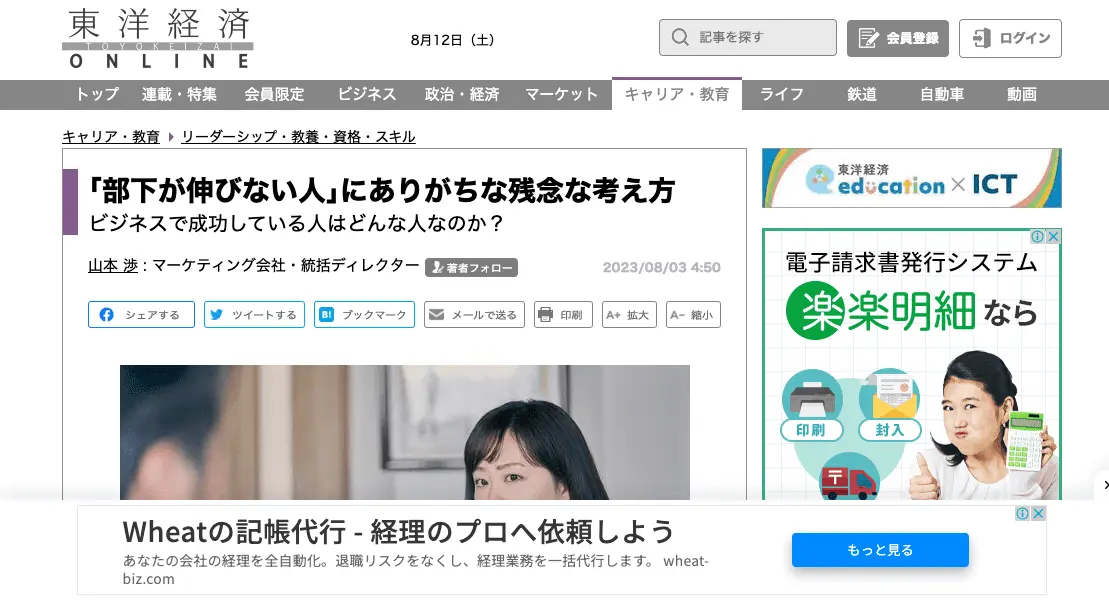 東洋経済
TOYOKEIZAI
ONLINE
8月12日（土）
記事を探す
会員登録
ログイン
トップ 連載・特集 会員限定 ビジネス 政治・経済 マーケット キャリア・教育 ライフ 鉄道 自動車 動画
キャリア・教育 リーダーシップ・教養・資格・スキル
｢部下が伸びない人｣にありがちな残念な考え方
ビジネスで成功している人はどんな人なのか？
山本 渉 : マーケティング会社・統括ディレクター 著者フォロー
2023/08/03 4:50
シェアする ツイートする B! ブックマーク メールで送る 印刷 A+ 拡大 A− 縮小
東洋経済
education×ICT
電子請求書発行システム
楽楽明細なら
印刷 封入
〒
Wheatの記帳代行 - 経理のプロへ依頼しよう
あなたの会社の経理を全自動化。退職リスクをなくし、経理業務を一括代行します。 wheat-
biz.com
もっと見る